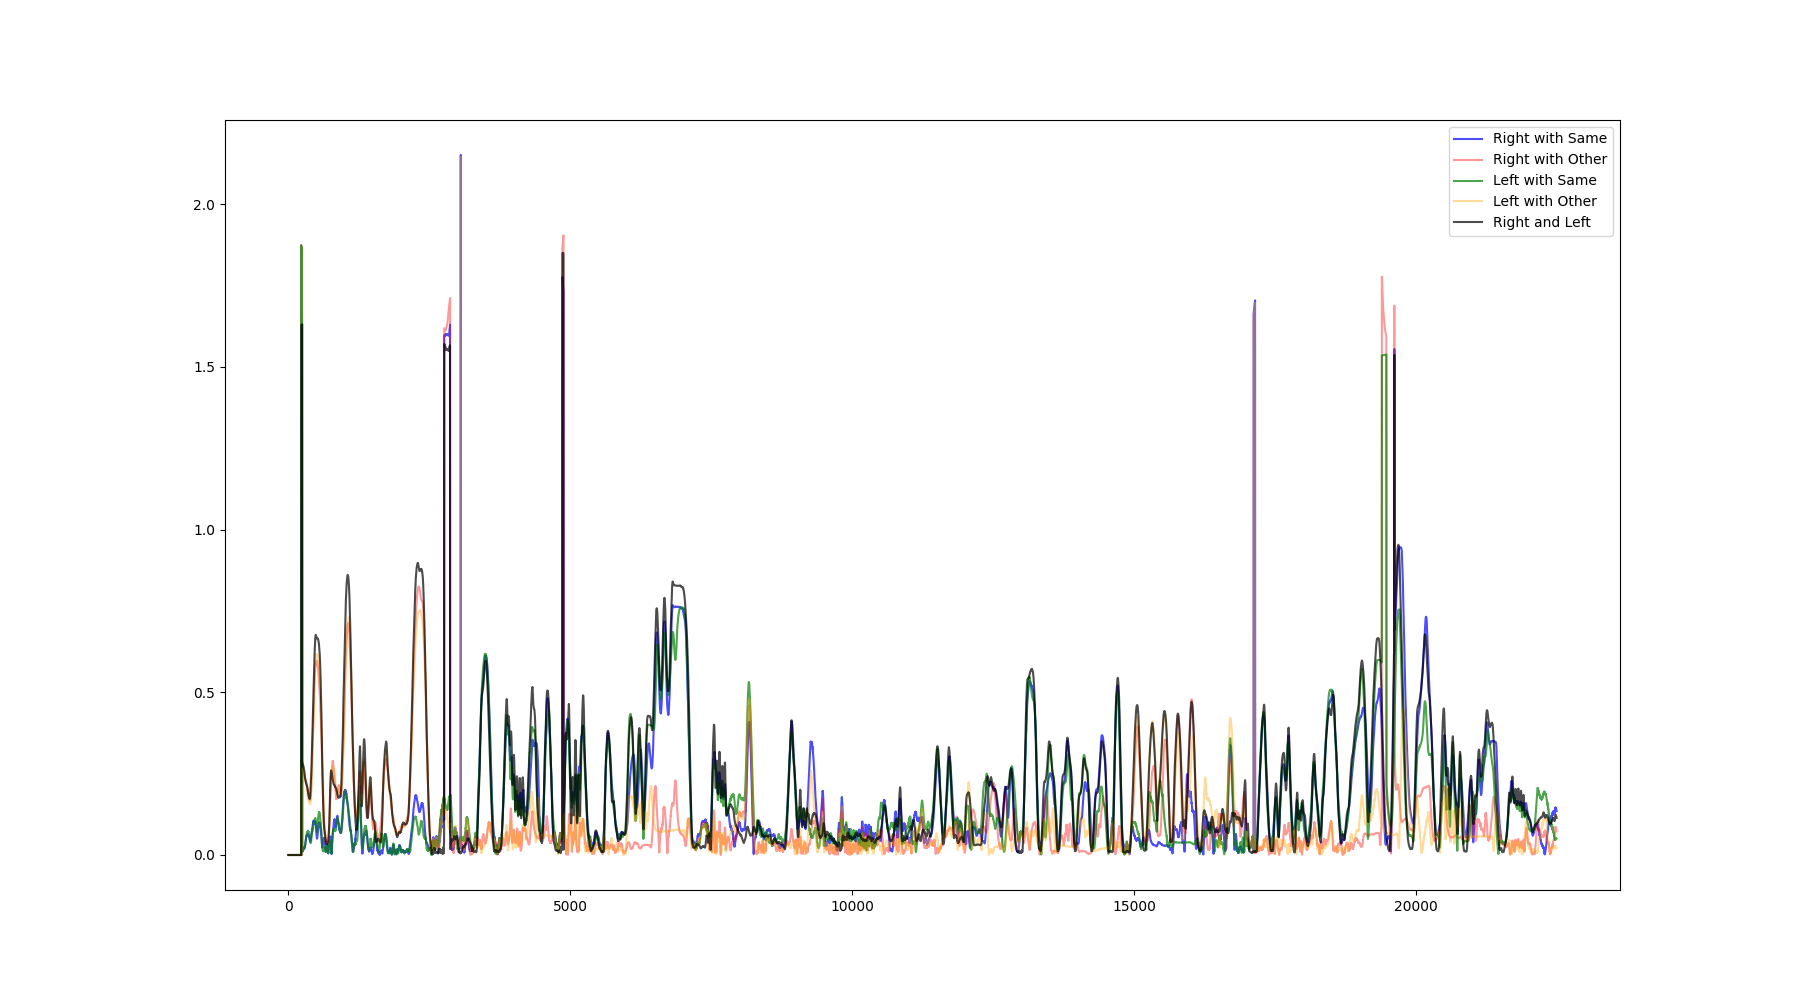 Right with Same
Right with Other
Left with Same
Left with Other
Right and Left
2.0
1.5
1.0
0.5
0.0
0 5000 10000 15000 20000